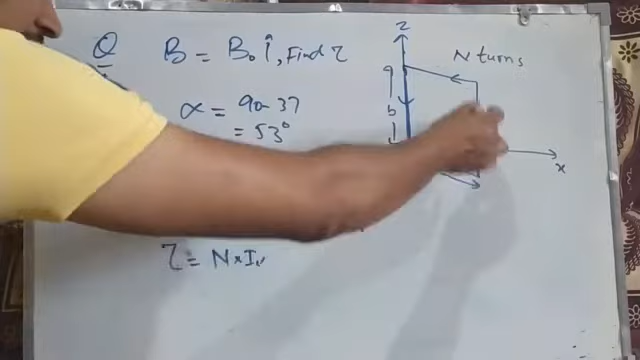 Q
B = B₀ î, Find τ
α = 90-37
= 53°
τ = N×I
z
N turns
a
b
x